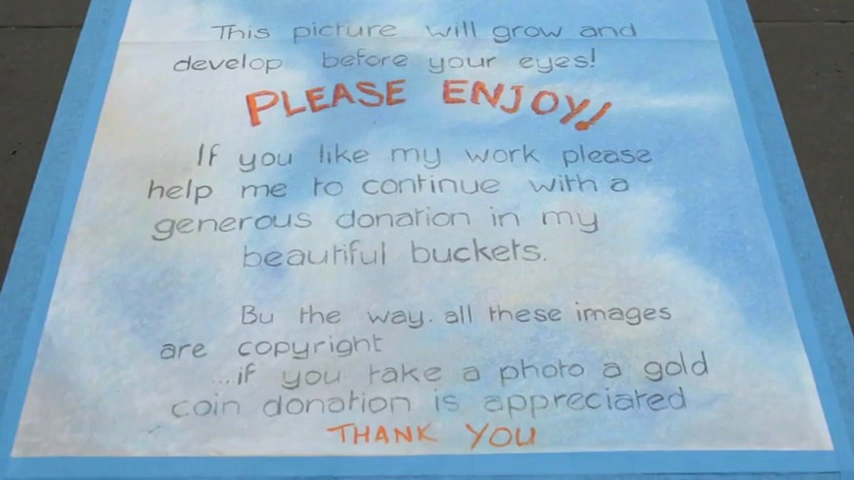 This picture will grow and
develop before your eyes!
PLEASE ENJOY!
If you like my work please
help me to continue with a
generous donation in my
beautiful buckets.
Bu the way. all these images
are copyright
...if you take a photo a gold
coin donation is appreciated
THANK YOU